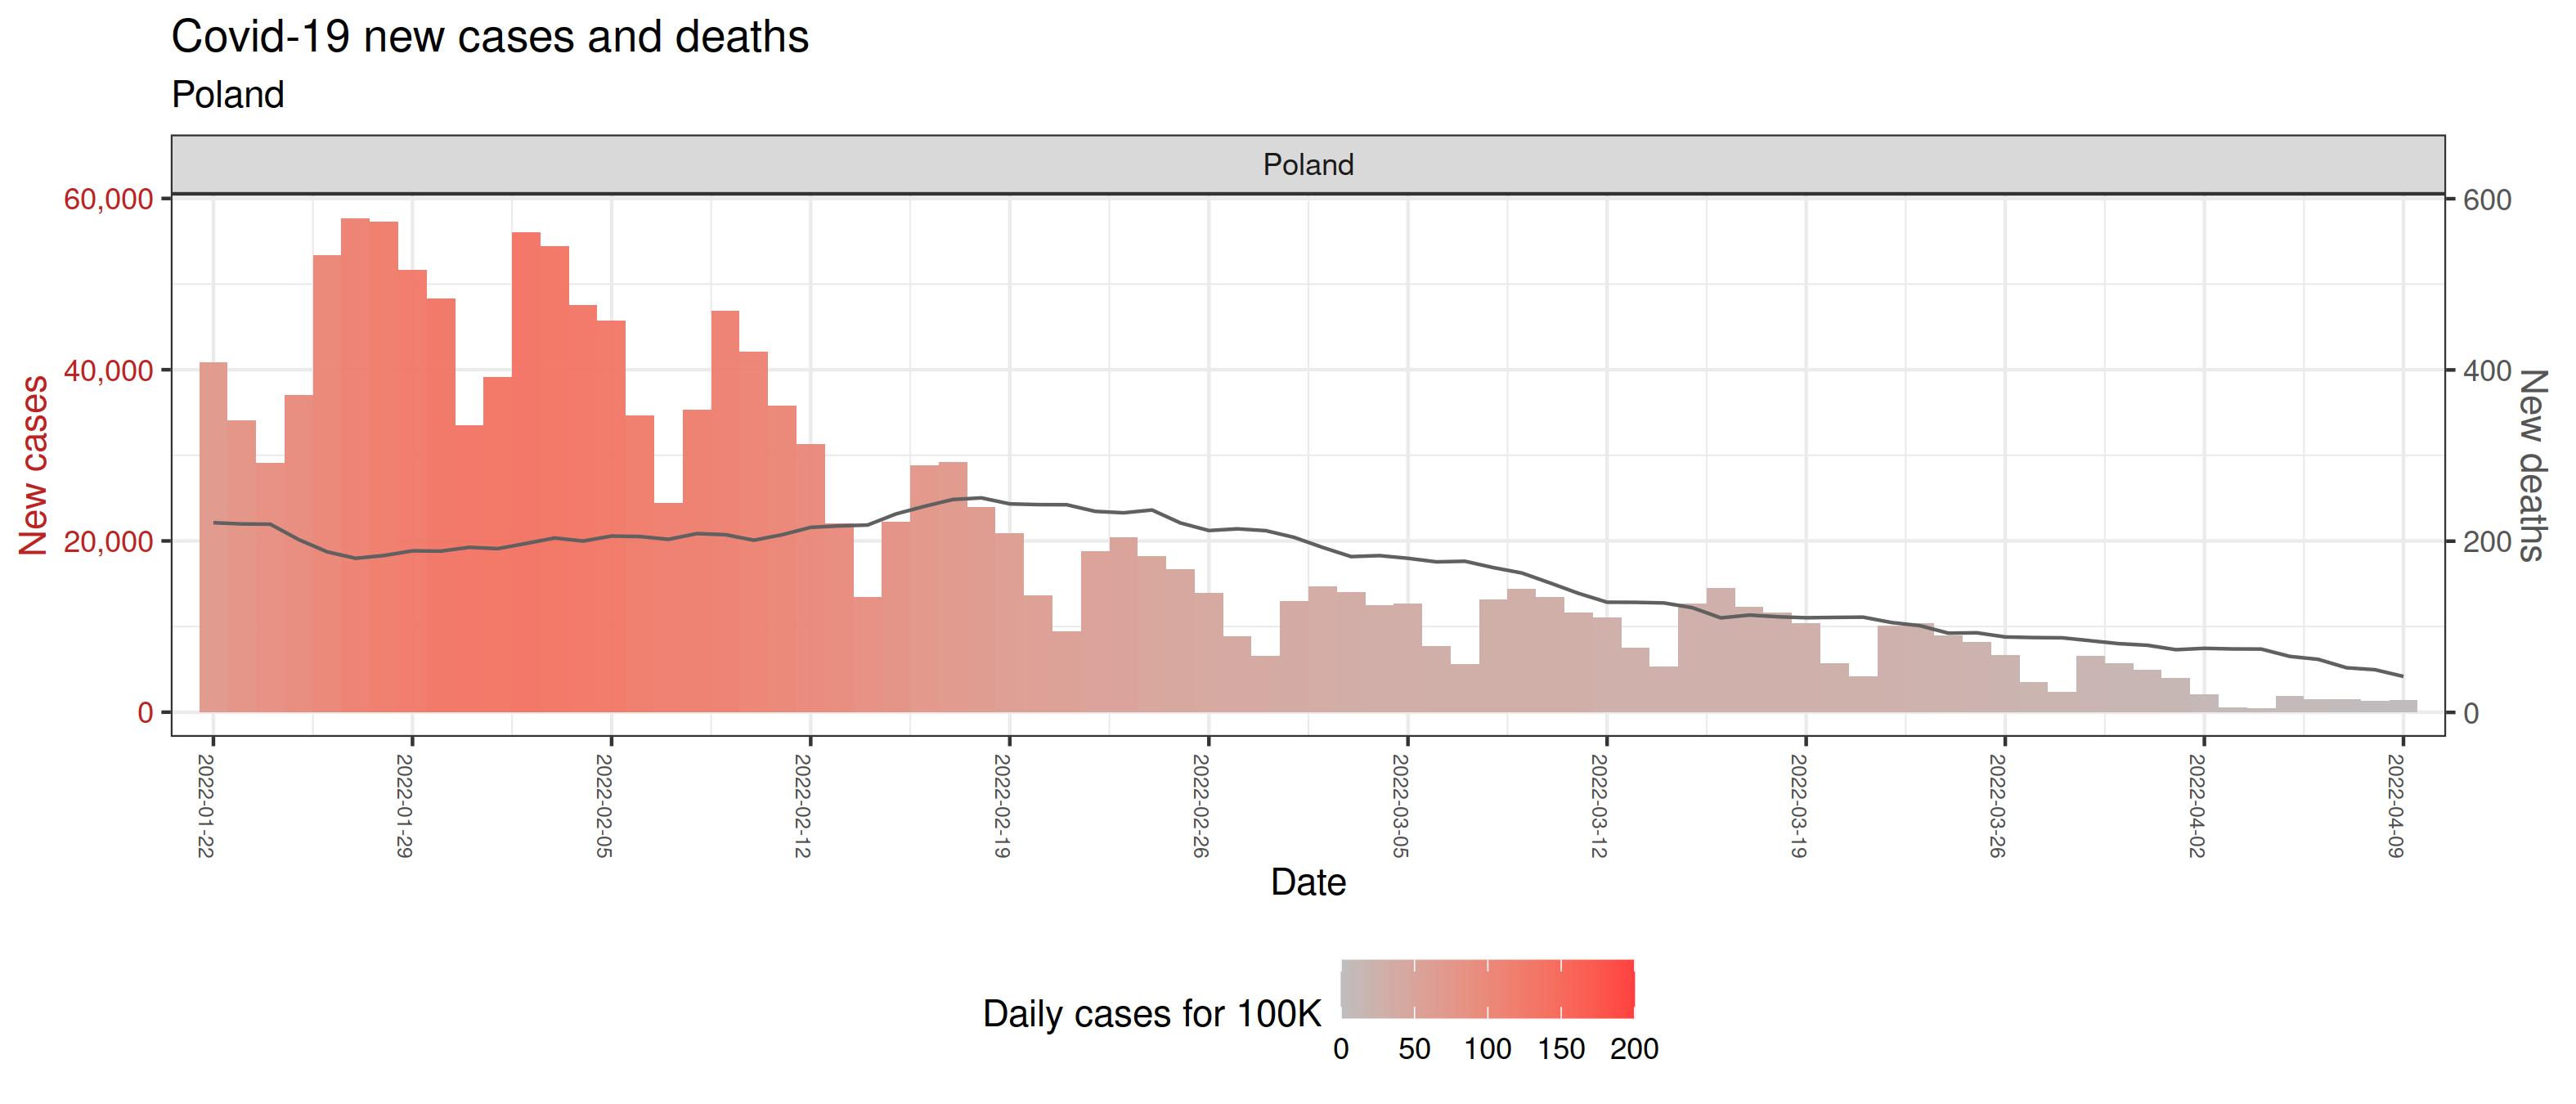 Covid-19 new cases and deaths
Poland
Poland
New cases
60,000
40,000
20,000
0
600
400
200
0
New deaths
2022-01-22
2022-01-29
2022-02-05
2022-02-12
2022-02-19
2022-02-26
2022-03-05
2022-03-12
2022-03-19
2022-03-26
2022-04-02
2022-04-09
Date
Daily cases for 100K
0 50 100 150 200